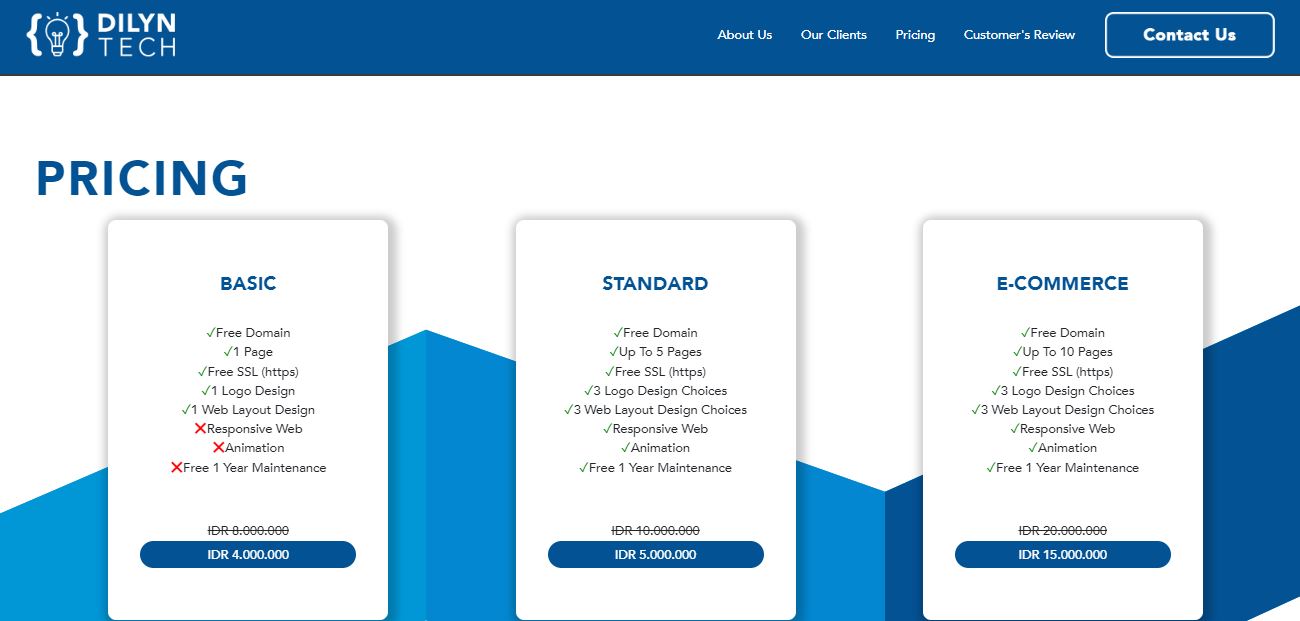 { } DILYN
TECH
About Us
Our Clients
Pricing
Customer's Review
Contact Us
PRICING
BASIC
✓Free Domain
✓1 Page
✓Free SSL (https)
✓1 Logo Design
✓1 Web Layout Design
❌Responsive Web
❌Animation
❌Free 1 Year Maintenance
IDR 8.000.000
IDR 4.000.000
STANDARD
✓Free Domain
✓Up To 5 Pages
✓Free SSL (https)
✓3 Logo Design Choices
✓3 Web Layout Design Choices
✓Responsive Web
✓Animation
✓Free 1 Year Maintenance
IDR 10.000.000
IDR 5.000.000
E-COMMERCE
✓Free Domain
✓Up To 10 Pages
✓Free SSL (https)
✓3 Logo Design Choices
✓3 Web Layout Design Choices
✓Responsive Web
✓Animation
✓Free 1 Year Maintenance
IDR 20.000.000
IDR 15.000.000